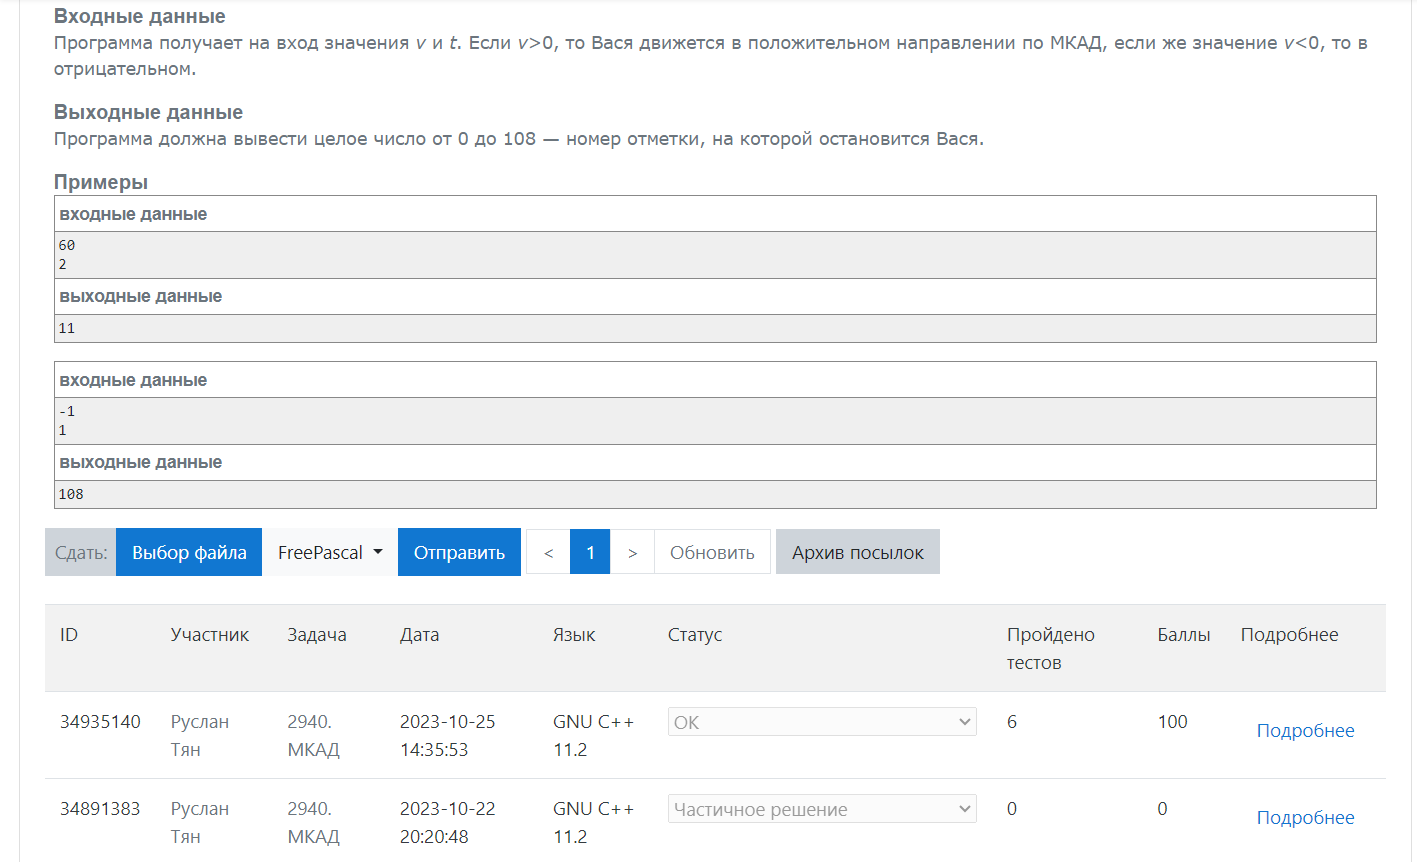 Входные данные
Программа получает на вход значения v и t. Если v>0, то Вася движется в положительном направлении по МКАД, если же значение v<0, то в
отрицательном.
Выходные данные
Программа должна вывести целое число от 0 до 108 — номер отметки, на которой остановится Вася.
Примеры
входные данные
60
2
выходные данные
11
входные данные
-1
1
выходные данные
108
Сдать: Выбор файла FreePascal Отправить < 1 > Обновить Архив посылок
ID Участник Задача Дата Язык Статус Пройдено Баллы Подробнее
тестов
34935140 Руслан 2940. 2023-10-25 GNU C++ OK 6 100 Подробнее
Тян МКАД 14:35:53 11.2
34891383 Руслан 2940. 2023-10-22 GNU C++ Частичное решение 0 0 Подробнее
Тян МКАД 20:20:48 11.2